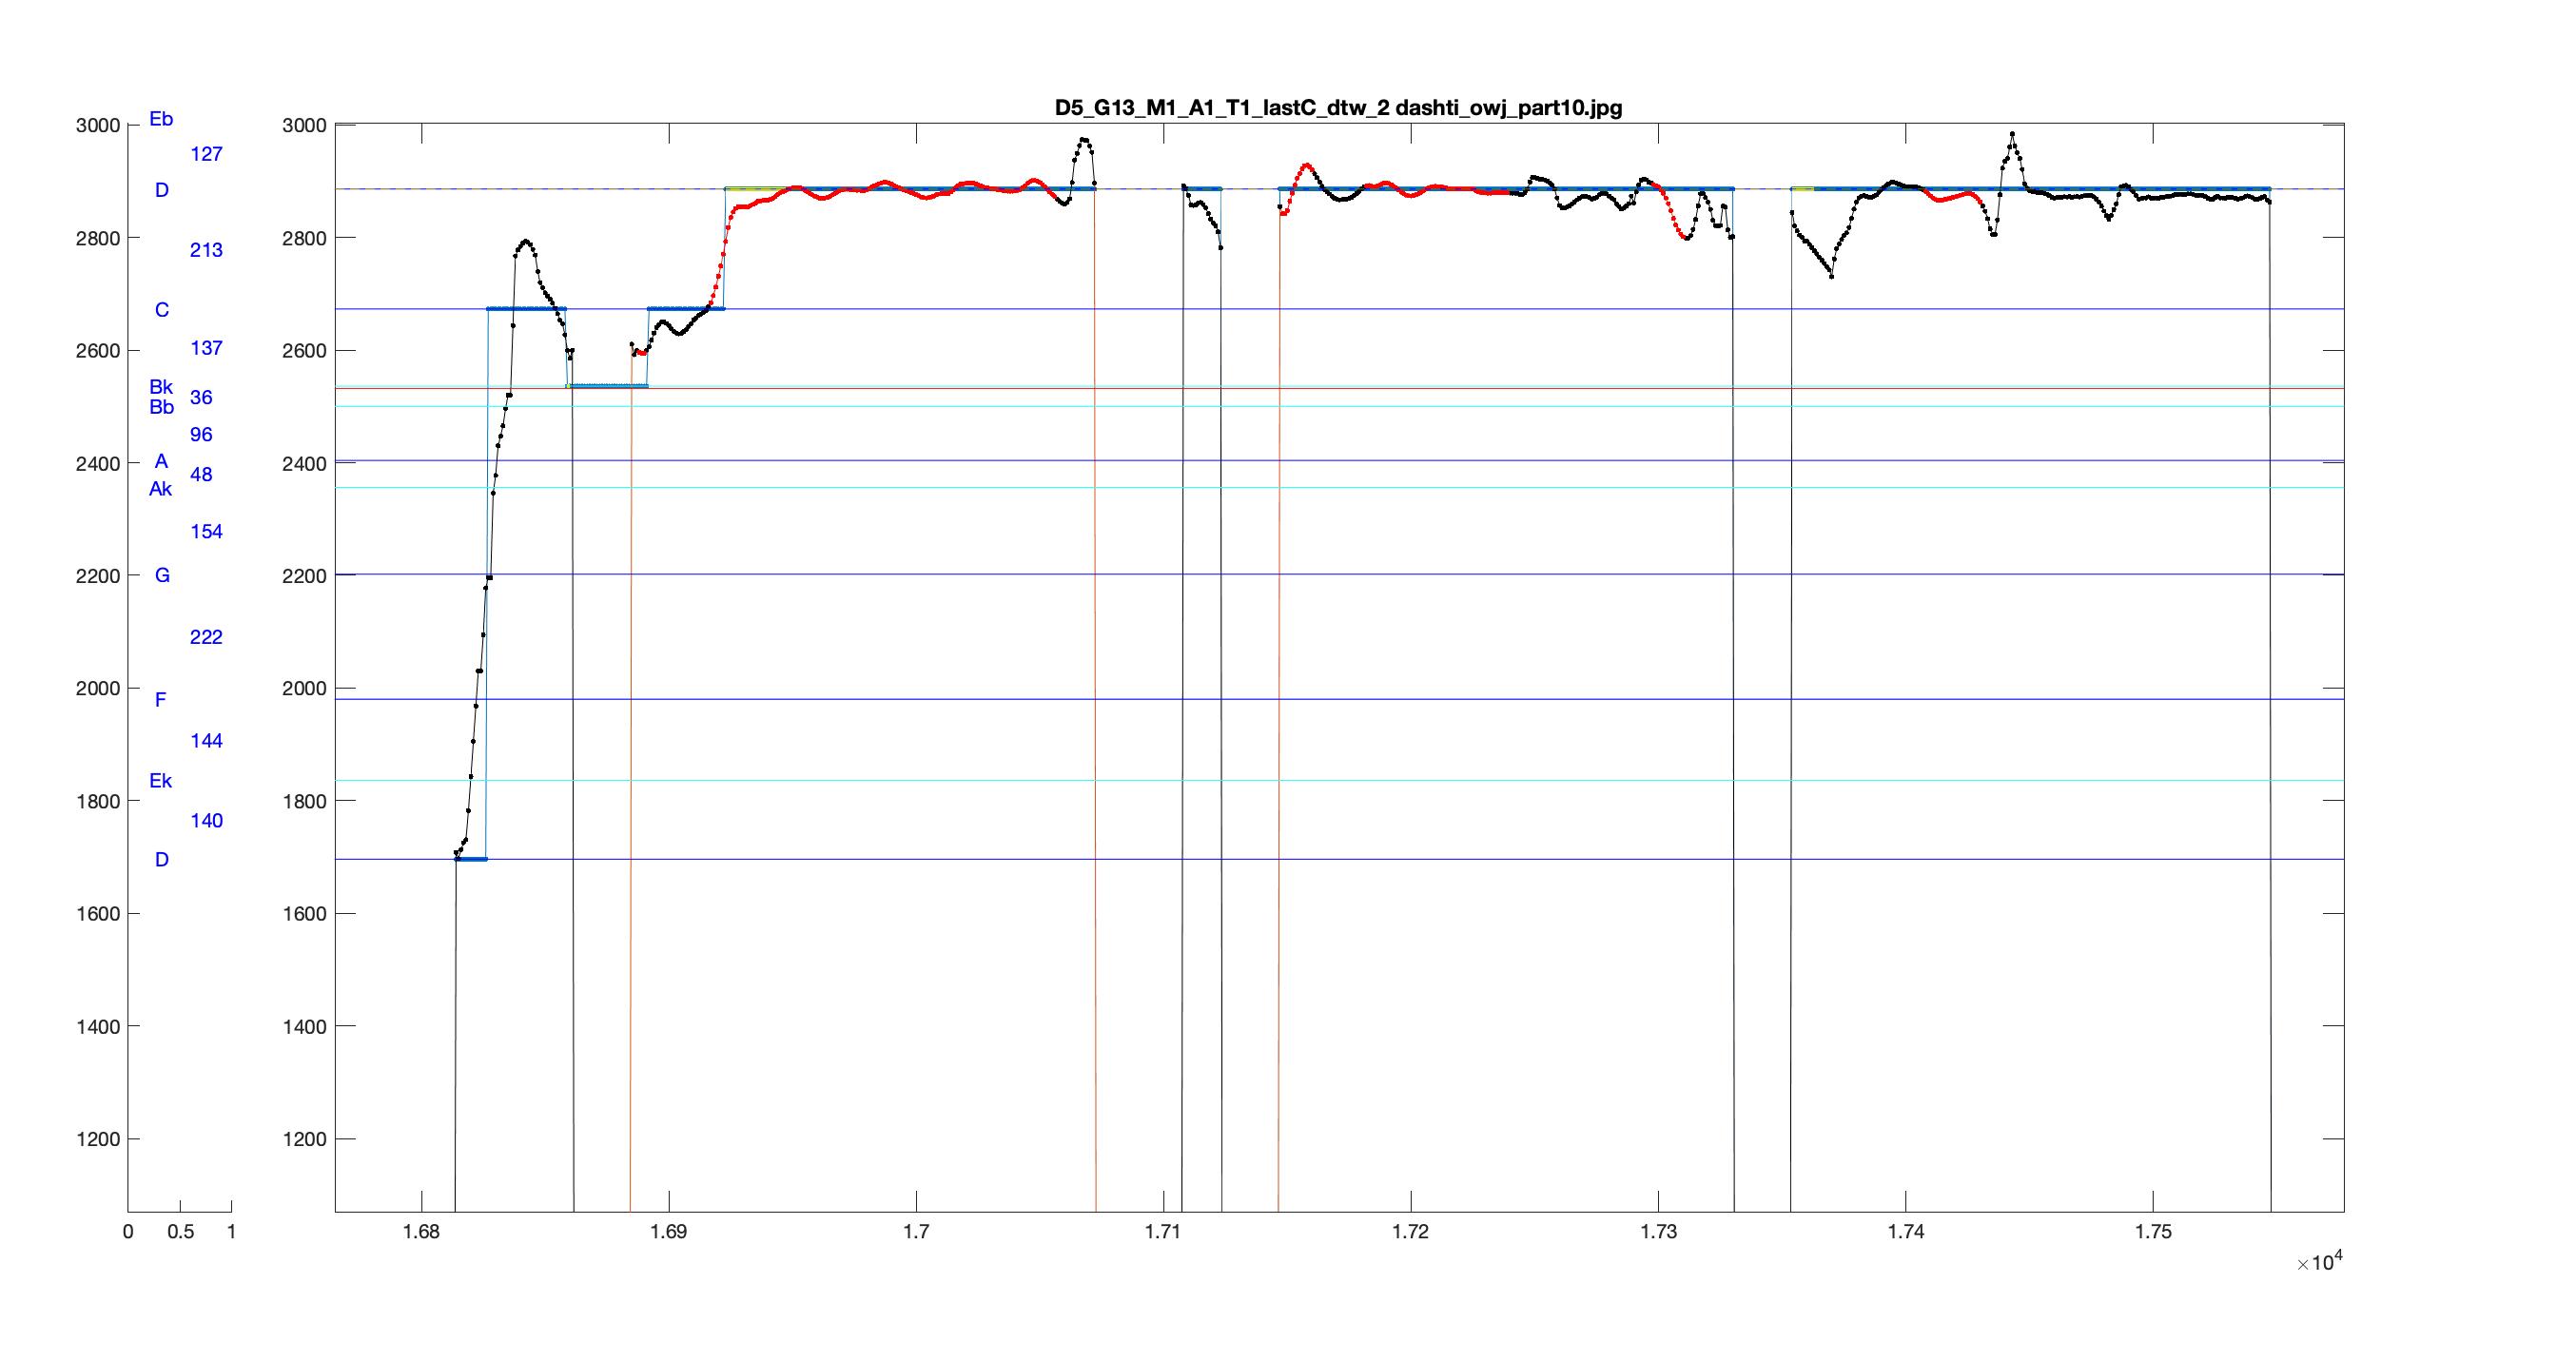 D5_G13_M1_A1_T1_lastC_dtw_2 dashti_owj_part10.jpg
3000 Eb 3000
127
D
2800 213 2800
C
2600 137 2600
Bk
36
Bb
96
2400 A 2400
48
Ak
154
2200 G 2200
222
2000 F 2000
144
1800 Ek 1800
140
D
1600 1600
1400 1400
1200 1200
0 0.5 1 1.68 1.69 1.7 1.71 1.72 1.73 1.74 1.75
×10⁴